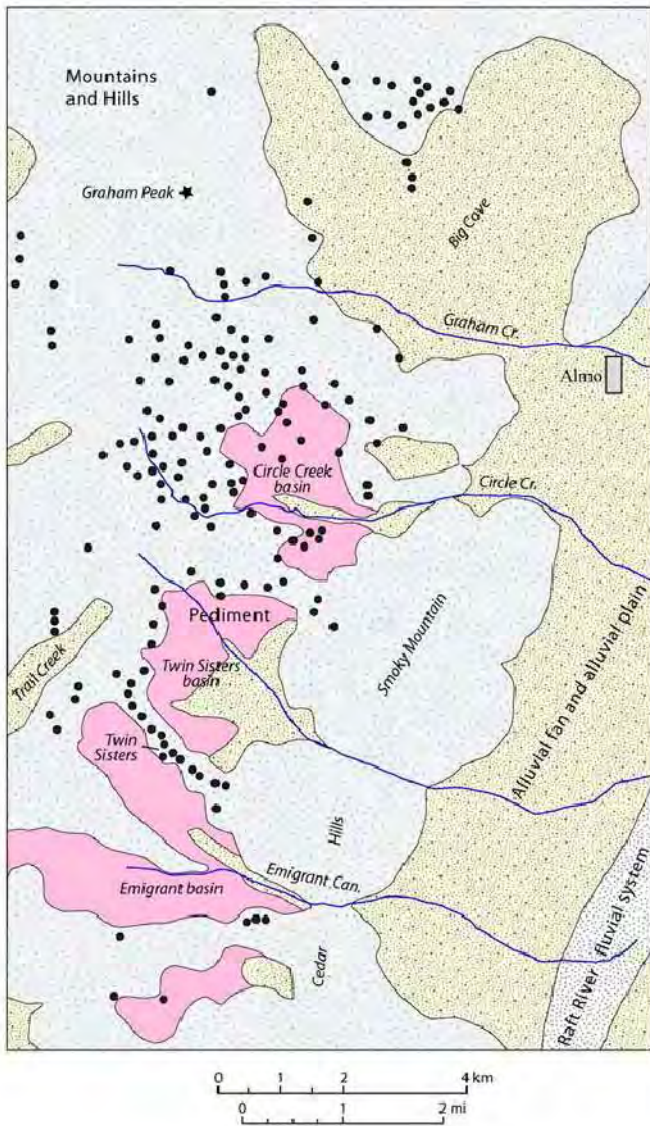 Mountains
and Hills
Graham Peak
Big Cove
Graham Cr.
Almo
Circle Creek
basin
Circle Cr.
Pediment
Smoky Mountain
Trail Creek
Twin Sisters
basin
Alluvial fan and alluvial plain
Twin
Sisters
Hills
Emigrant Can.
Emigrant basin
Cedar
Raft River fluvial system
0 1 2 4 km
0 1 2 mi